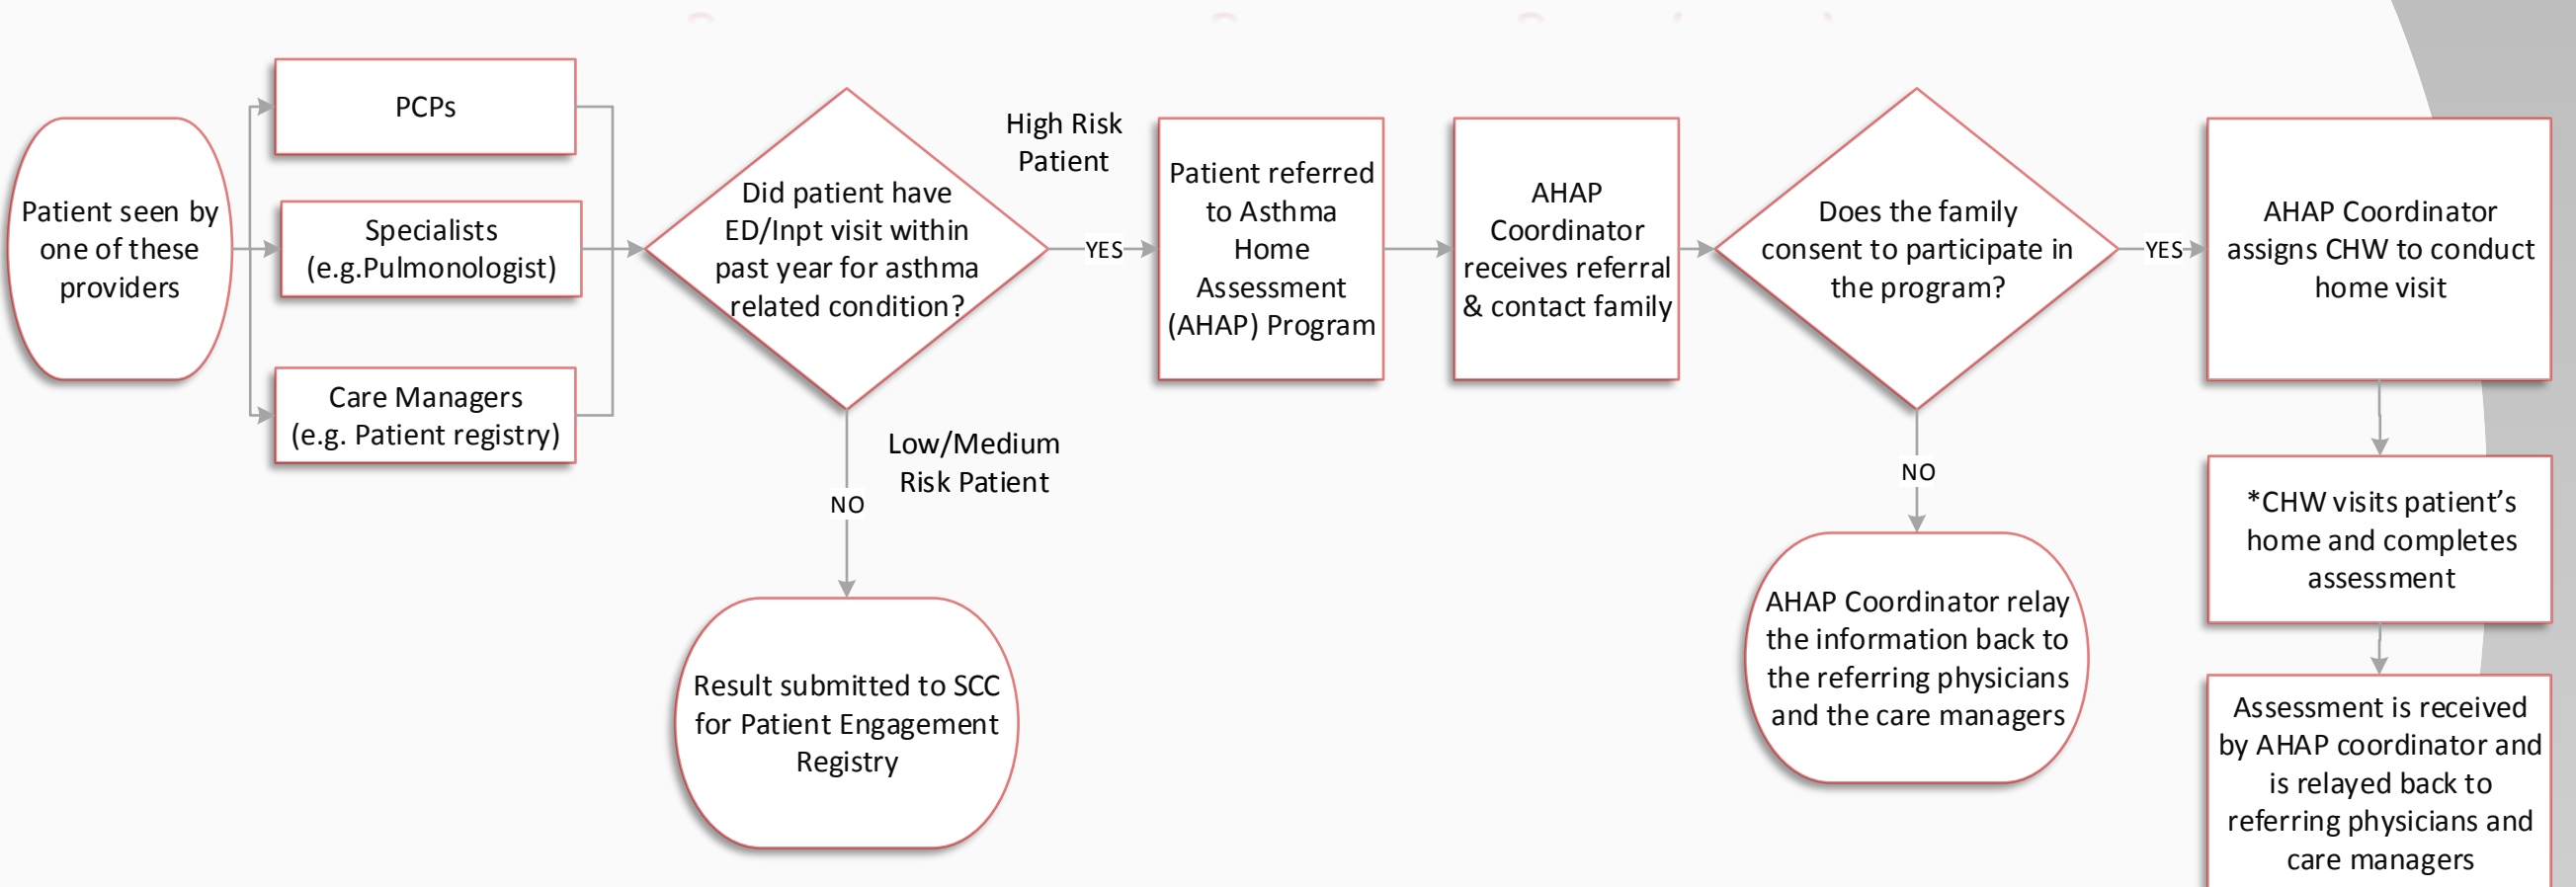 Patient seen by
one of these
providers
PCPs
Specialists
(e.g.Pulmonologist)
Care Managers
(e.g. Patient registry)
Did patient have
ED/Inpt visit within
past year for asthma
related condition?
High Risk
Patient
YES
Low/Medium
Risk Patient
NO
Result submitted to SCC
for Patient Engagement
Registry
Patient referred
to Asthma
Home
Assessment
(AHAP) Program
AHAP
Coordinator
receives referral
& contact family
Does the family
consent to participate in
the program?
YES
NO
AHAP Coordinator relay
the information back to
the referring physicians
and the care managers
AHAP Coordinator
assigns CHW to conduct
home visit
*CHW visits patient’s
home and completes
assessment
Assessment is received
by AHAP coordinator and
is relayed back to
referring physicians and
care managers